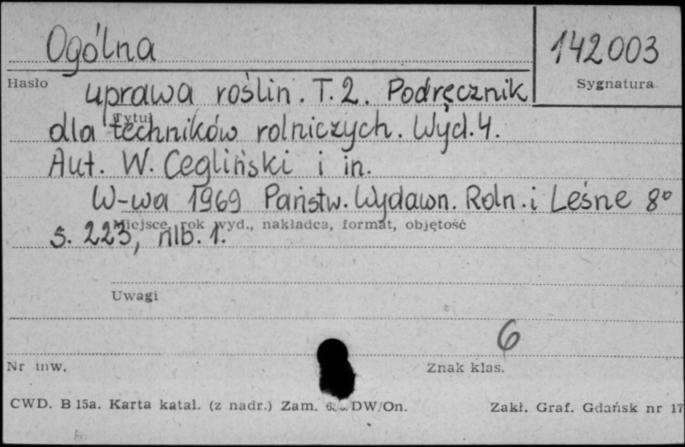 Ogólna 142003
Hasło Sygnatura
uprawa roślin. T. 2. Podręcznik
Tytuł
dla techników rolniczych. Wyd. 4.
Aut. W. Cegliński i in.
W-wa 1969 Państw. Wydawn. Roln. i Leśne 8°
Miejsce, rok wyd., nakładca, format, objętość
s. 223, nlb. 1.
Uwagi
6
Nr inw. Znak klas.
CWD. B 15a. Karta katal. (z nadr.) Zam. DW/On. Zakł. Graf. Gdańsk nr 17